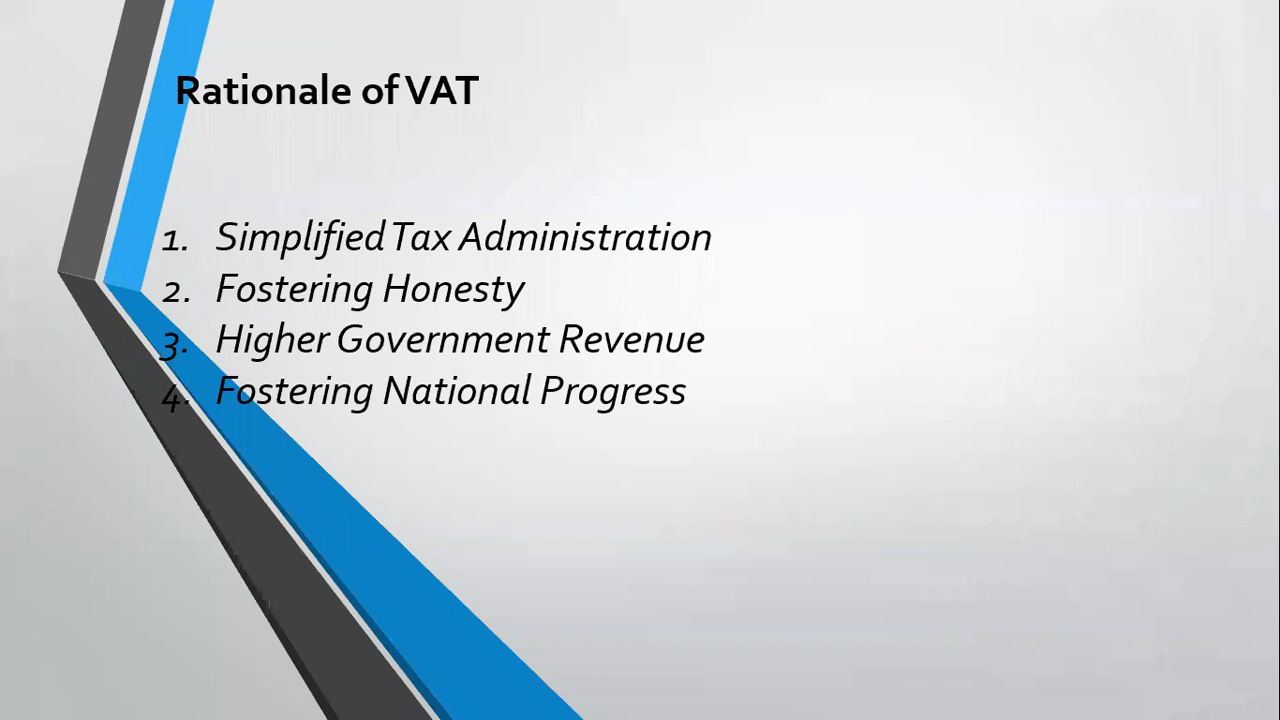 Rationale of VAT
1. Simplified Tax Administration
2. Fostering Honesty
3. Higher Government Revenue
4. Fostering National Progress